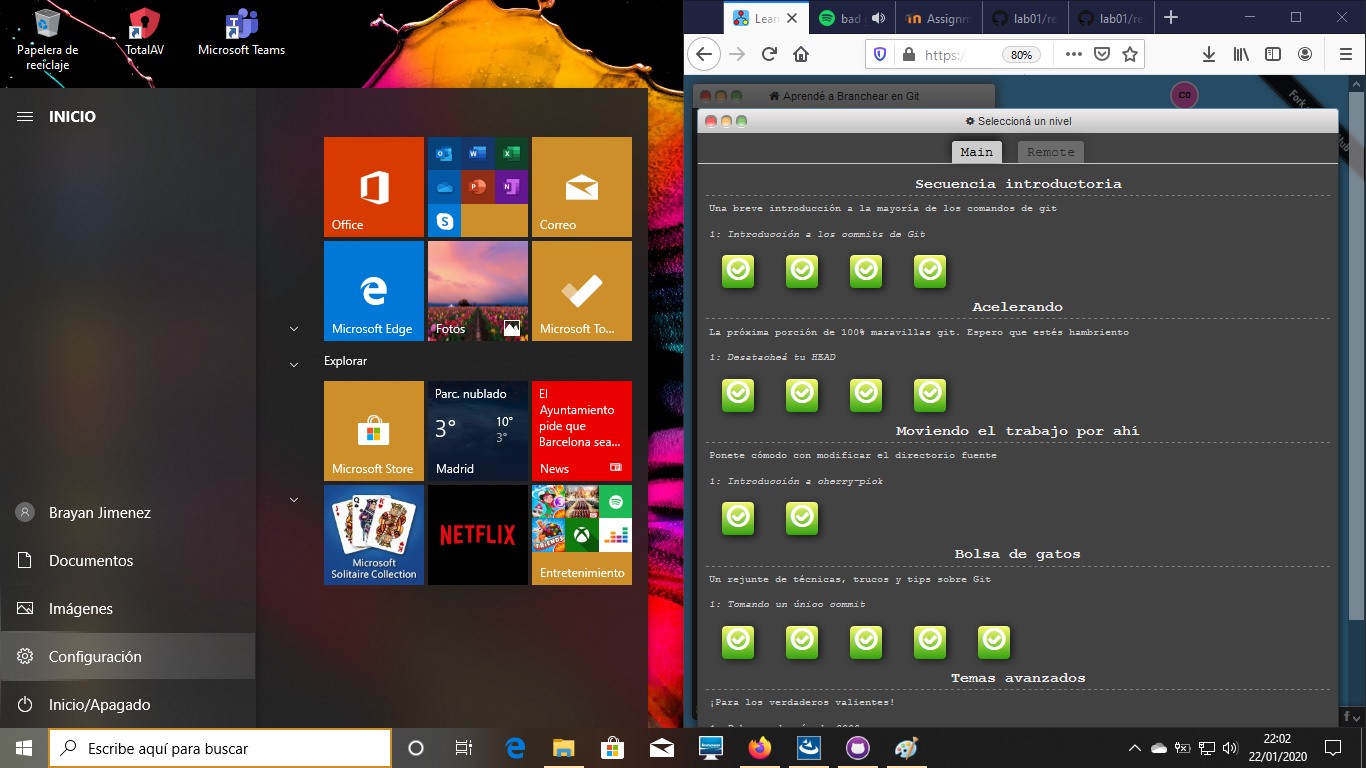 Papelera de
reciclaje
TotalAV
Microsoft Teams
INICIO
Office
Correo
Microsoft Edge
Fotos
Microsoft To...
Explorar
Microsoft Store
Parc. nublado
3°
10°
3°
Madrid
El
Ayuntamiento
pide que
Barcelona sea...
News
Microsoft
Solitaire Collection
NETFLIX
FRIENDS
Entretenimiento
Brayan Jimenez
Documentos
Imágenes
Configuración
Inicio/Apagado
Escribe aquí para buscar
Lear
bad
Assignm
lab01/re
lab01/re
https:/
80%
Aprendé a Branchear en Git
CO
Fork
Seleccioná un nivel
Main
Remote
Secuencia introductoria
Una breve introducción a la mayoría de los comandos de git
1: Introducción a los commits de Git
Acelerando
La próxima porción de 100% maravillas git. Espero que estés hambriento
1: Desatacheá tu HEAD
Moviendo el trabajo por ahí
Ponete cómodo con modificar el directorio fuente
1: Introducción a cherry-pick
Bolsa de gatos
Un rejunte de técnicas, trucos y tips sobre Git
1: Tomando un único commit
Temas avanzados
¡Para los verdaderos valientes!
22:02
22/01/2020